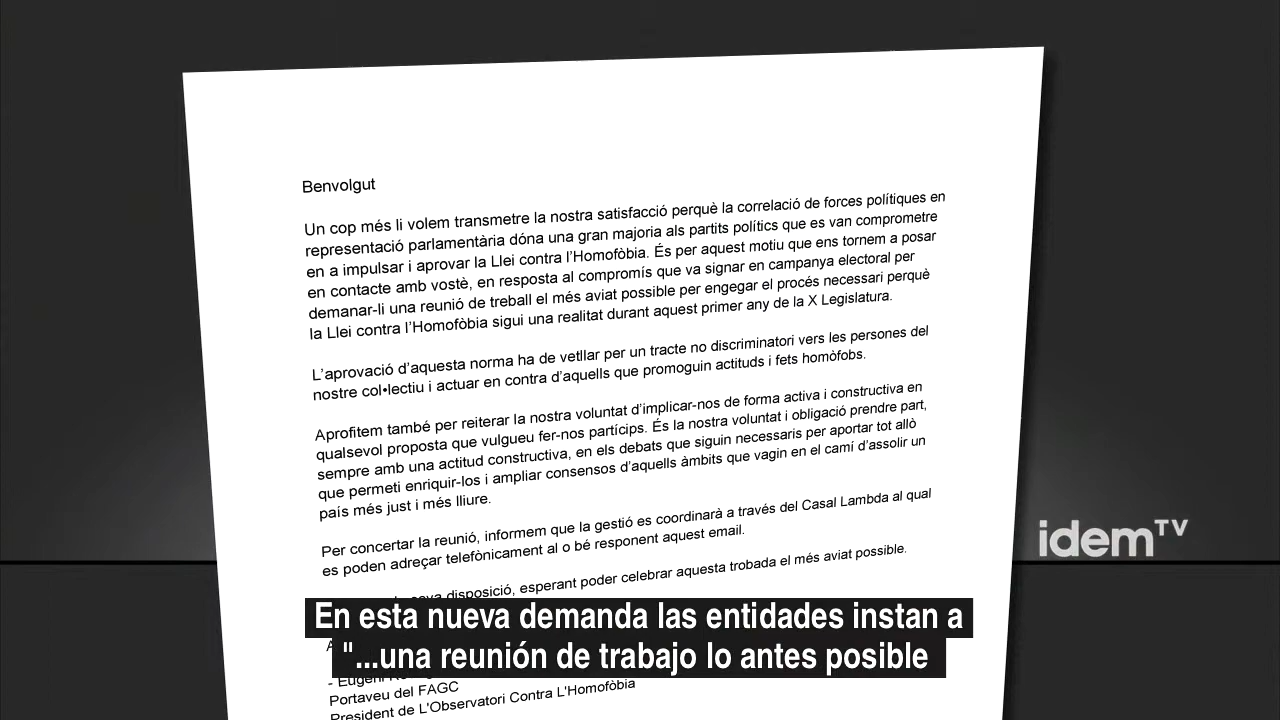 Benvolgut
Un cop més li volem transmetre la nostra satisfacció perquè la correlació de forces polítiques en
representació parlamentària dóna una gran majoria als partits polítics que es van comprometre
en a impulsar i aprovar la Llei contra l'Homofòbia. És per aquest motiu que ens tornem a posar
en contacte amb vostè, en resposta al compromís que va signar en campanya electoral per
demanar-li una reunió de treball el més aviat possible per engegar el procés necessari perquè
la Llei contra l'Homofòbia sigui una realitat durant aquest primer any de la X Legislatura.
L'aprovació d'aquesta norma ha de vetllar per un tracte no discriminatori vers les persones del
nostre col•lectiu i actuar en contra d'aquells que promoguin actituds i fets homòfobs.
Aprofitem també per reiterar la nostra voluntat d'implicar-nos de forma activa i constructiva en
qualsevol proposta que vulgueu fer-nos partícips. És la nostra voluntat i obligació prendre part,
sempre amb una actitud constructiva, en els debats que siguin necessaris per aportar tot allò
que permeti enriquir-los i ampliar consensos d'aquells àmbits que vagin en el camí d'assolir un
país més just i més lliure.
Per concertar la reunió, informem que la gestió es coordinarà a través del Casal Lambda al qual
es poden adreçar telefònicament al o bé responent aquest email.
disposició, esperant poder celebrar aquesta trobada el més aviat possible.
idemTV
En esta nueva demanda las entidades instan a
"...una reunión de trabajo lo antes posible
- Eugeni
Portaveu del FAGC
President de L'Observatori Contra L'Homofòbia